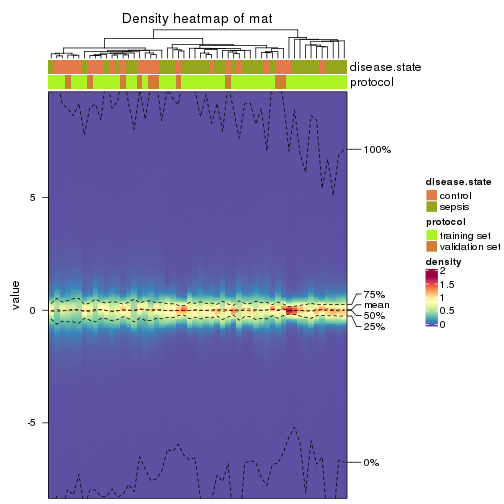 Density heatmap of mat
disease.state
protocol
100%
5
value
0
-5
75%
mean
50%
25%
0%
disease.state
control
sepsis
protocol
training set
validation set
density
2
1.5
1
0.5
0